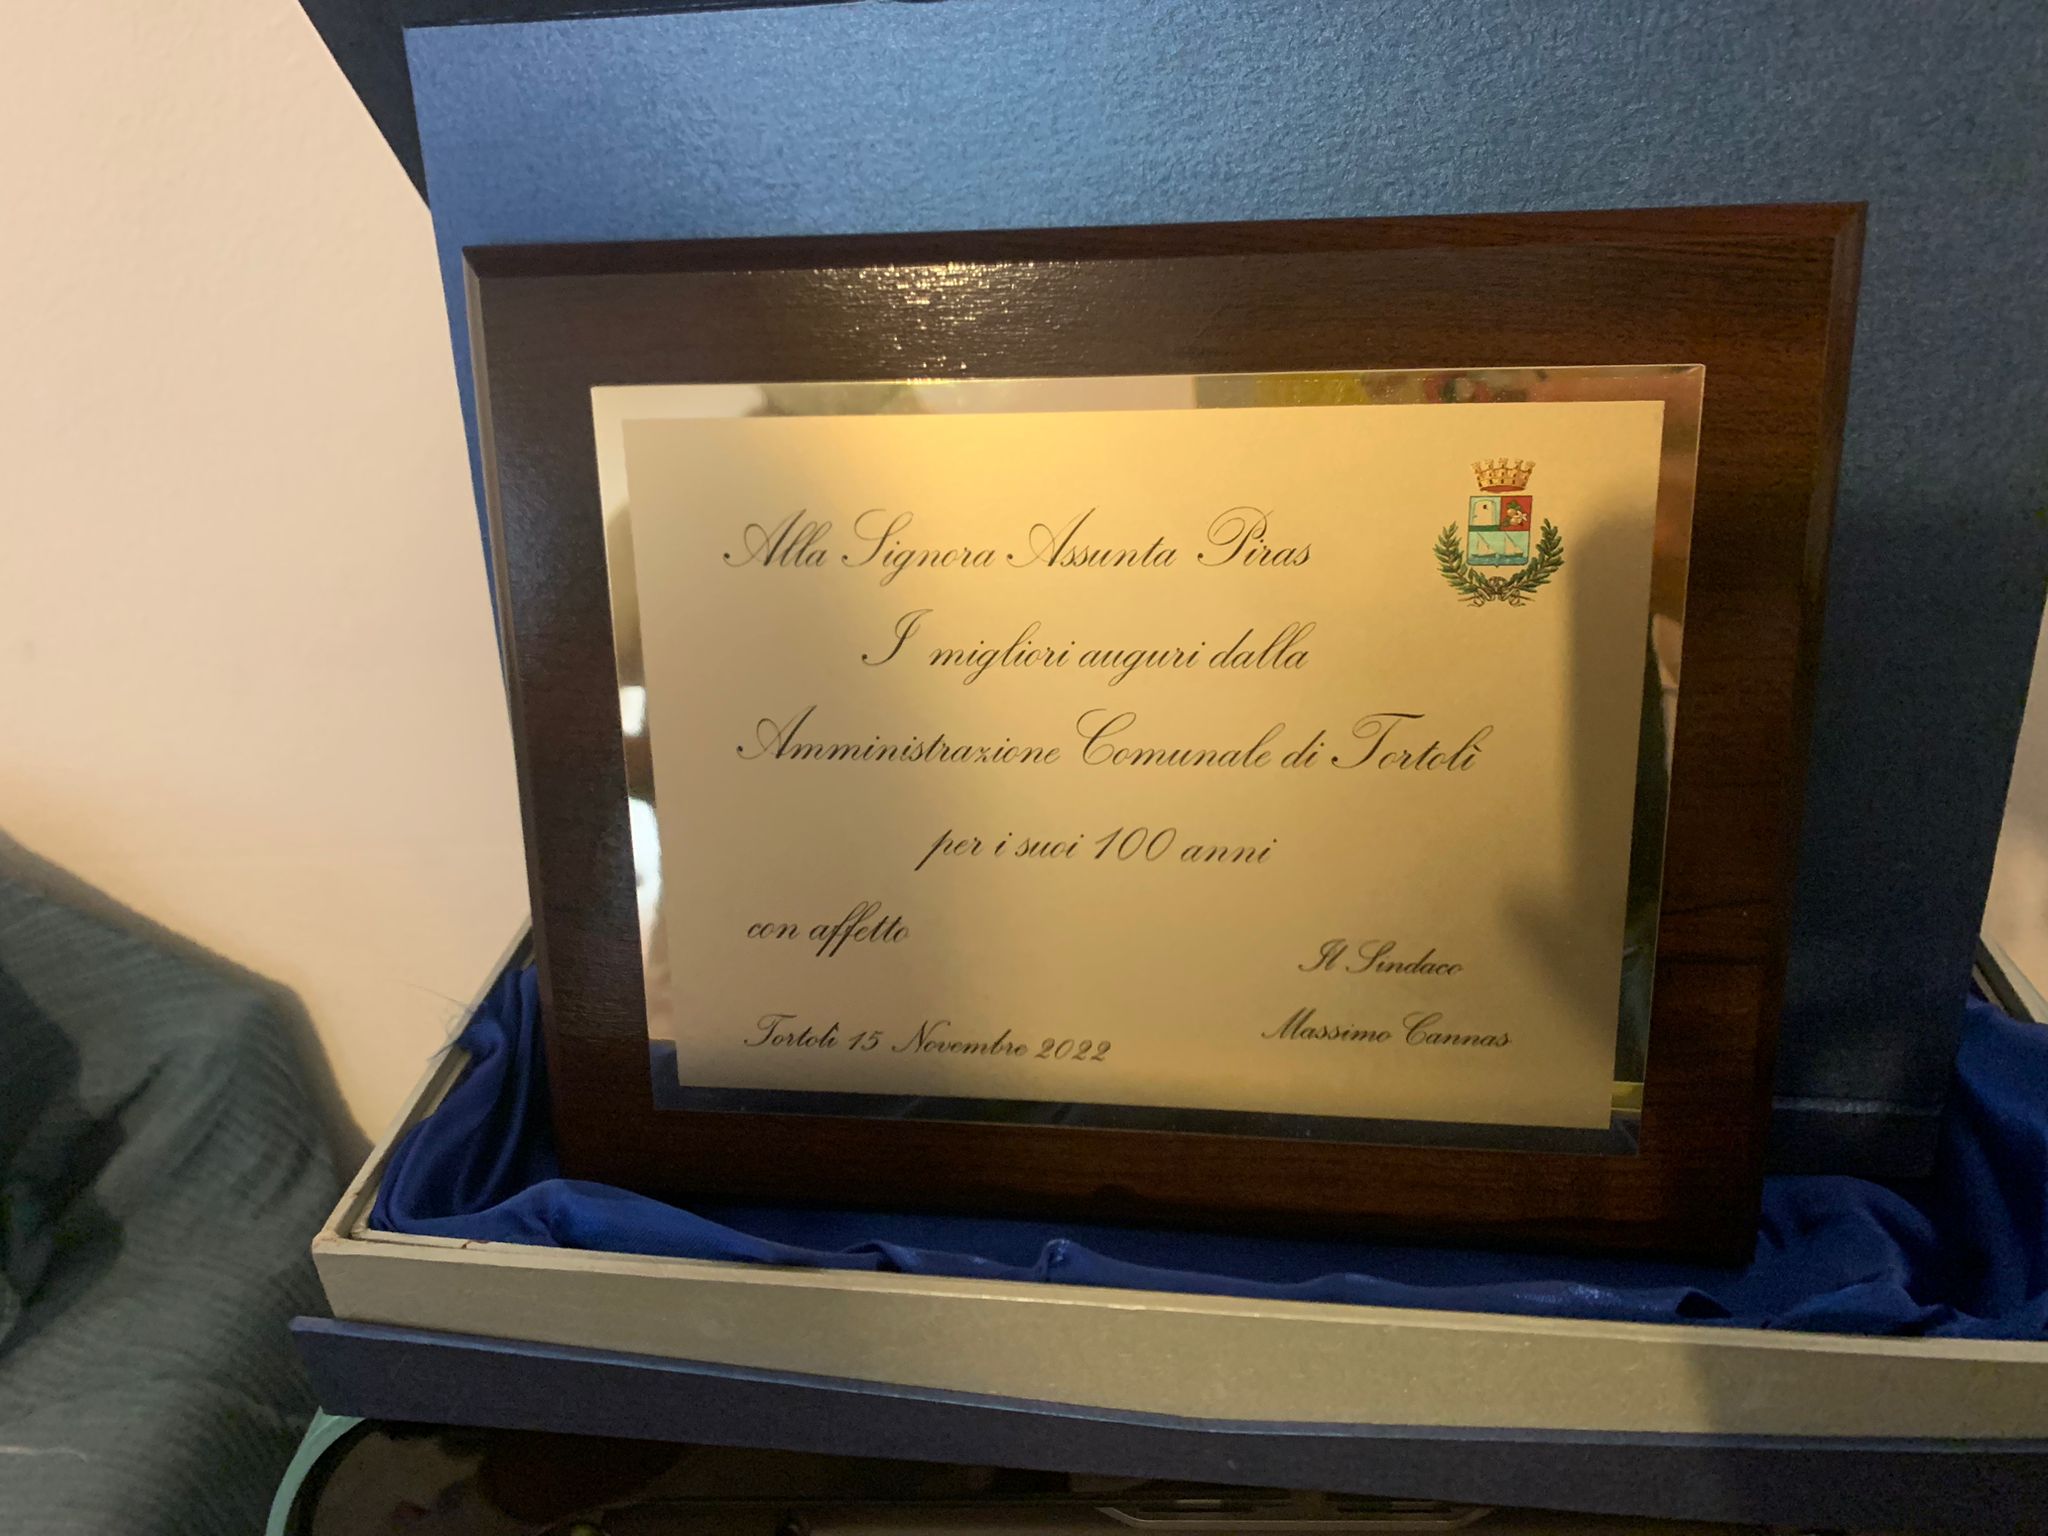 Alla Signora Assunta Piras
I migliori auguri dalla
Amministrazione Comunale di Tortolì
per i suoi 100 anni
con affetto
Il Sindaco
Tortolì 15 Novembre 2022
Massimo Cannas